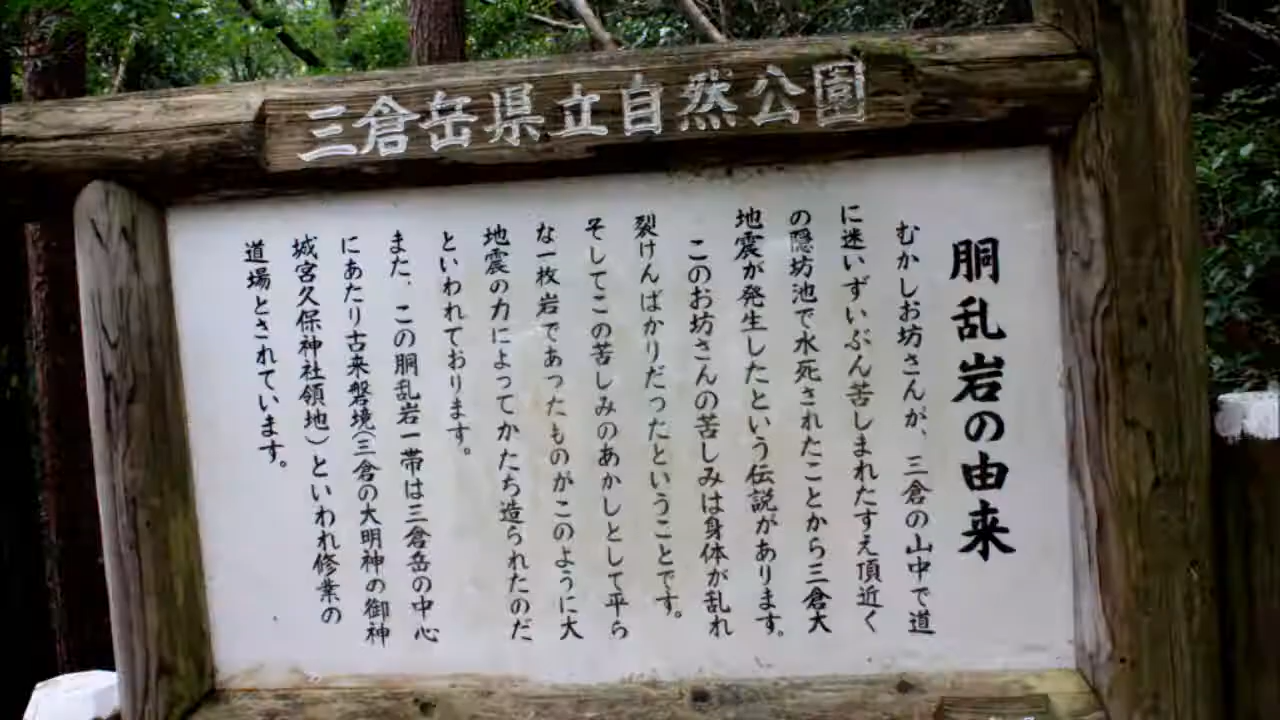 三倉岳県立自然公園
胴乱岩の由来
むかしお坊さんが、三倉の山中で道
に迷いずいぶん苦しまれたすえ頂近く
の隠坊池で水死されたことから三倉大
地震が発生したという伝説があります。
このお坊さんの苦しみは身体が乱れ
裂けんばかりだったということです。
そしてこの苦しみのあかしとして平ら
な一枚岩であったものがこのように大
地震の力によってかたち造られたのだ
といわれております。
また、この胴乱岩一帯は三倉岳の中心
にあたり古来磐境(三倉の大明神の御神
城宮久保神社領地)といわれ修業の
道場とされています。